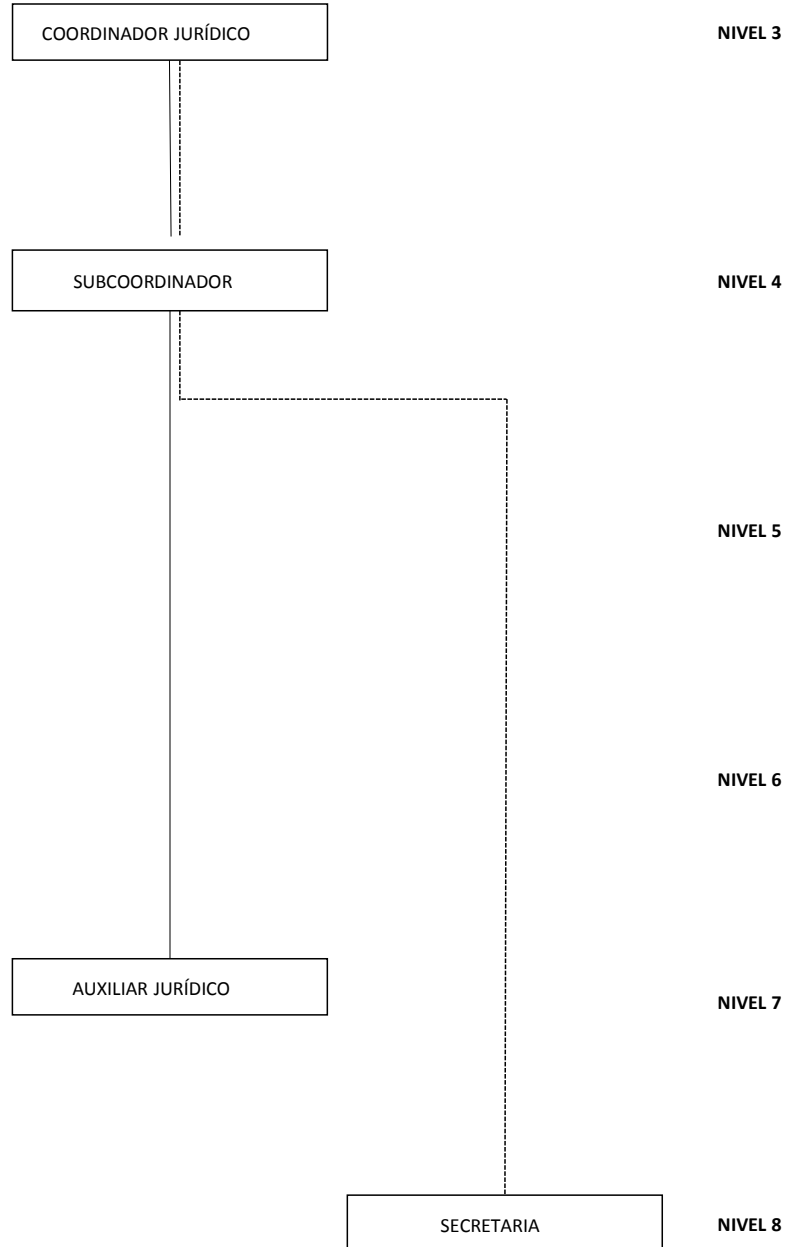 COORDINADOR JURÍDICO NIVEL 3
SUBCOORDINADOR NIVEL 4
NIVEL 5
NIVEL 6
AUXILIAR JURÍDICO NIVEL 7
SECRETARIA NIVEL 8